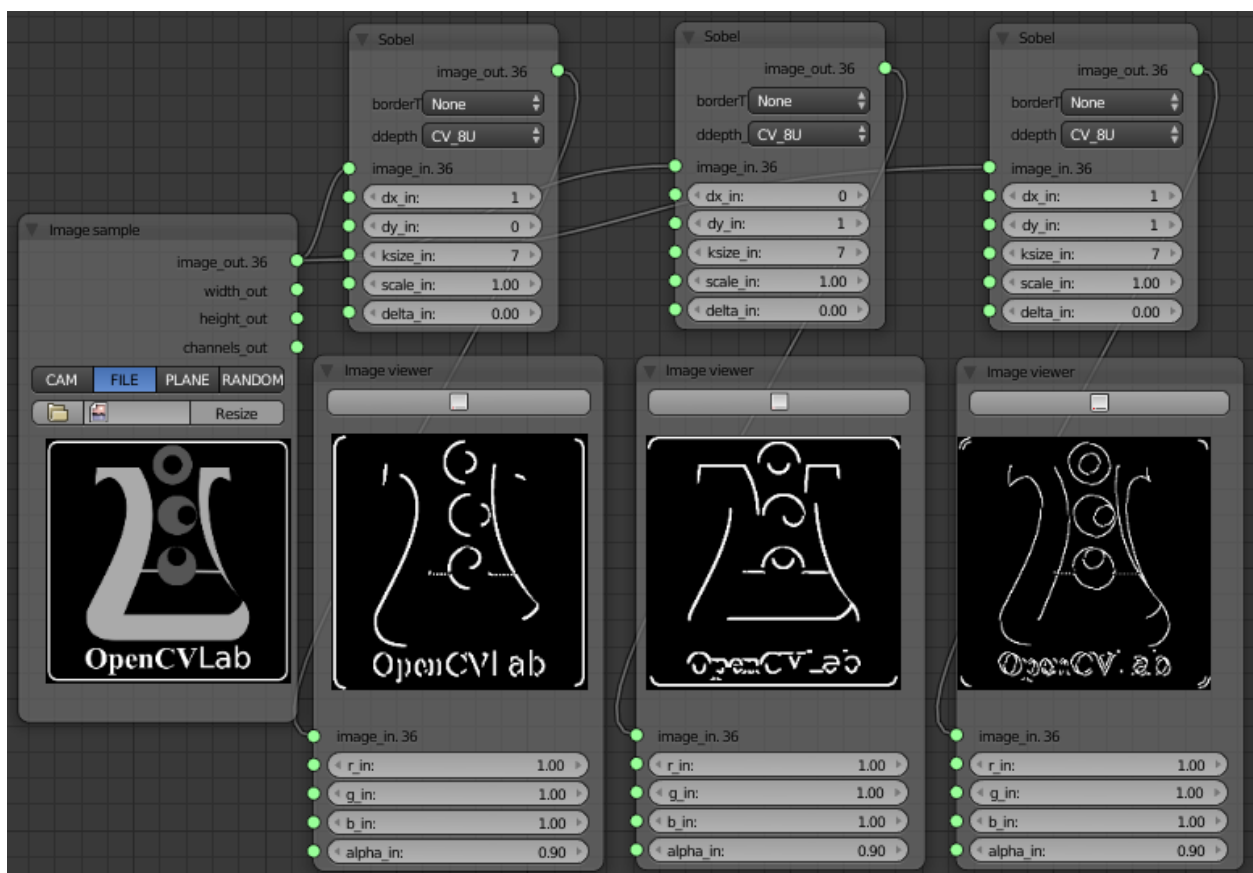 Sobel
image_out. 36
borderT None
ddepth CV_8U
image_in. 36
dx_in: 1
dy_in: 0
ksize_in: 7
scale_in: 1.00
delta_in: 0.00
Sobel
image_out. 36
borderT None
ddepth_ CV_8U
image_in. 36
dx_in: 0
dy_in: 1
ksize_in: 7
scale_in: 1.00
delta_in: 0.00
Sobel
image_out. 36
borderT None
ddepth CV_8U
image_in. 36
dx_in: 1
dy_in: 1
ksize_in: 7
scale_in: 1.00
delta_in: 0.00
Image sample
image_out. 36
width_out
height_out
channels_out
CAM FILE PLANE RANDOM
Resize
OpenCVLab
Image viewer
OpenCVLab
image_in. 36
r_in: 1.00
g_in: 1.00
b_in: 1.00
alpha_in: 0.90
Image viewer
OpenCVLab
image_in. 36
r_in: 1.00
g_in: 1.00
b_in: 1.00
alpha_in: 0.90
Image viewer
OpenCVLab
image_in. 36
r_in: 1.00
g_in: 1.00
b_in: 1.00
alpha_in: 0.90